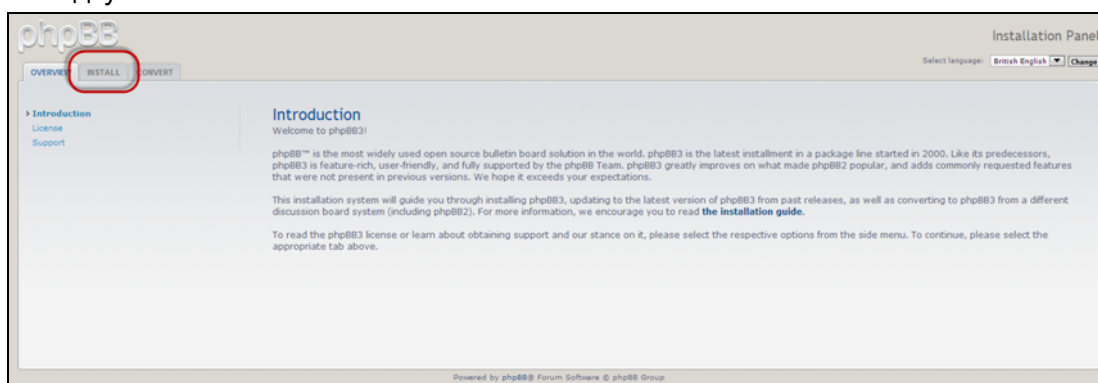 phpBB
Installation Panel
Select language: British English Change
OVERVIEW INSTALL CONVERT
Introduction
License
Support
Introduction
Welcome to phpBB3!
phpBB™ is the most widely used open source bulletin board solution in the world. phpBB3 is the latest installment in a package line started in 2000. Like its predecessors,
phpBB3 is feature-rich, user-friendly, and fully supported by the phpBB Team. phpBB3 greatly improves on what made phpBB2 popular, and adds commonly requested features
that were not present in previous versions. We hope it exceeds your expectations.
This installation system will guide you through installing phpBB3, updating to the latest version of phpBB3 from past releases, as well as converting to phpBB3 from a different
discussion board system (including phpBB2). For more information, we encourage you to read the installation guide.
To read the phpBB3 license or learn about obtaining support and our stance on it, please select the respective options from the side menu. To continue, please select the
appropriate tab above.
Powered by phpBB® Forum Software © phpBB Group